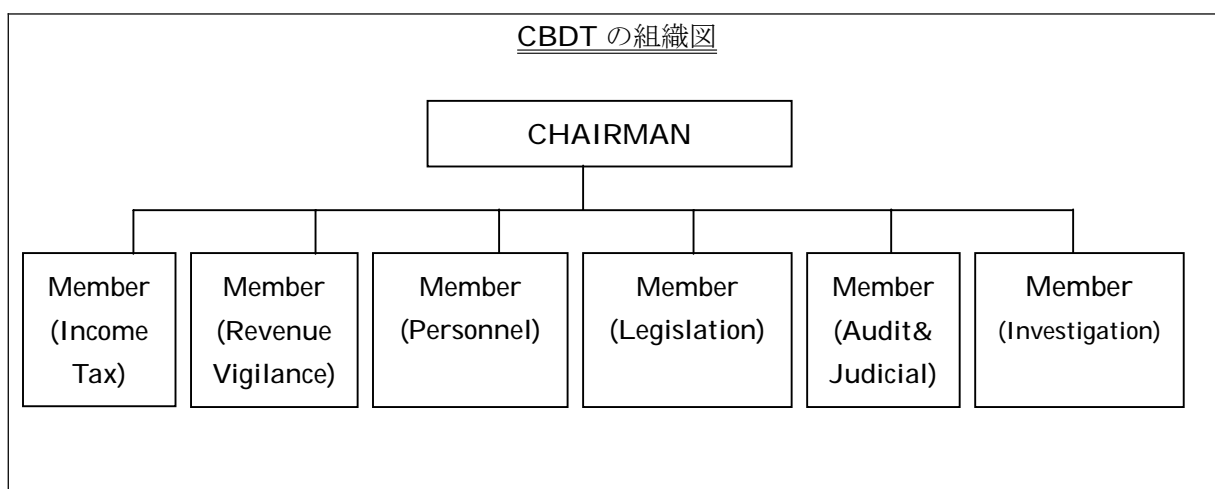 CBDT の組織図
CHAIRMAN
Member
(Income
Tax)
Member
(Revenue
Vigilance)
Member
(Personnel)
Member
(Legislation)
Member
(Audit&
Judicial)
Member
(Investigation)